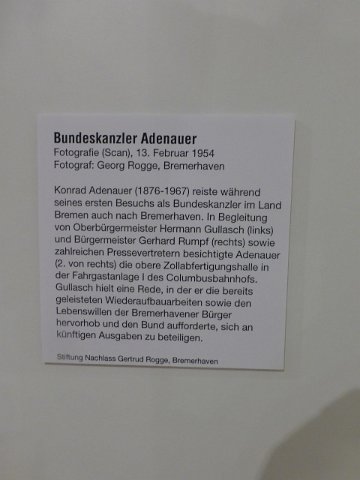 Bundeskanzler Adenauer
Fotografie (Scan), 13. Februar 1954
Fotograf: Georg Rogge, Bremerhaven
Konrad Adenauer (1876-1967) reiste während
seines ersten Besuchs als Bundeskanzler im Land
Bremen auch nach Bremerhaven. In Begleitung
von Oberbürgermeister Hermann Gullasch (links)
und Bürgermeister Gerhard Rumpf (rechts) sowie
zahlreichen Pressevertretern besichtigte Adenauer
(2. von rechts) die obere Zollabfertigungshalle in
der Fahrgastanlage I des Columbusbahnhofs.
Gullasch hielt eine Rede, in der er die bereits
geleisteten Wiederaufbauarbeiten sowie den
Lebenswillen der Bremerhavener Bürger
hervorhob und den Bund aufforderte, sich an
künftigen Ausgaben zu beteiligen.
Stiftung Nachlass Gertrud Rogge, Bremerhaven